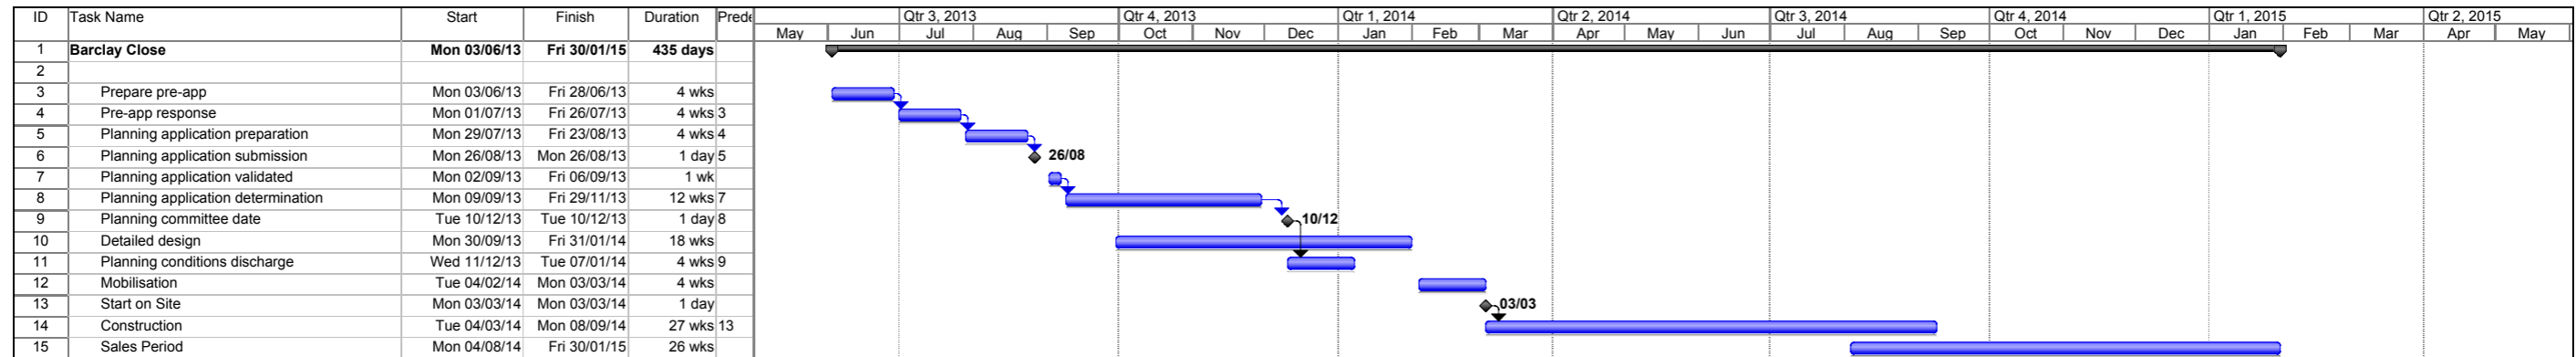 ID Task Name Start Finish Duration Prede Qtr 3, 2013 Qtr 4, 2013 Qtr 1, 2014 Qtr 2, 2014 Qtr 3, 2014 Qtr 4, 2014 Qtr 1, 2015 Qtr 2, 2015
May Jun Jul Aug Sep Oct Nov Dec Jan Feb Mar Apr May Jun Jul Aug Sep Oct Nov Dec Jan Feb Mar Apr May
1 Barclay Close Mon 03/06/13 Fri 30/01/15 435 days
2
3 Prepare pre-app Mon 03/06/13 Fri 28/06/13 4 wks
4 Pre-app response Mon 01/07/13 Fri 26/07/13 4 wks 3
5 Planning application preparation Mon 29/07/13 Fri 23/08/13 4 wks 4
6 Planning application submission Mon 26/08/13 Mon 26/08/13 1 day 5 26/08
7 Planning application validated Mon 02/09/13 Fri 06/09/13 1 wk
8 Planning application determination Mon 09/09/13 Fri 29/11/13 12 wks 7
9 Planning committee date Tue 10/12/13 Tue 10/12/13 1 day 8 10/12
10 Detailed design Mon 30/09/13 Fri 31/01/14 18 wks
11 Planning conditions discharge Wed 11/12/13 Tue 07/01/14 4 wks 9
12 Mobilisation Tue 04/02/14 Mon 03/03/14 4 wks
13 Start on Site Mon 03/03/14 Mon 03/03/14 1 day 03/03
14 Construction Tue 04/03/14 Mon 08/09/14 27 wks 13
15 Sales Period Mon 04/08/14 Fri 30/01/15 26 wks